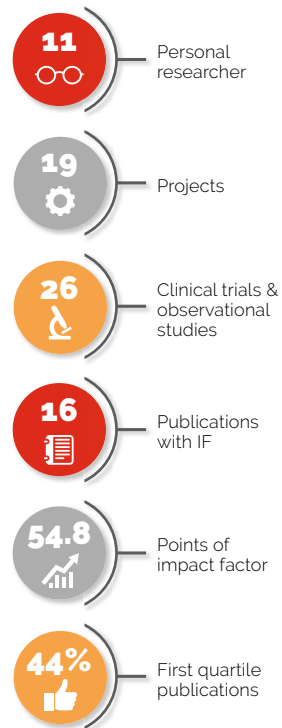 11
Personal
researcher
19
Projects
26
Clinical trials &
observational
studies
16
Publications
with IF
54.8
Points of
impact factor
44%
First quartile
publications